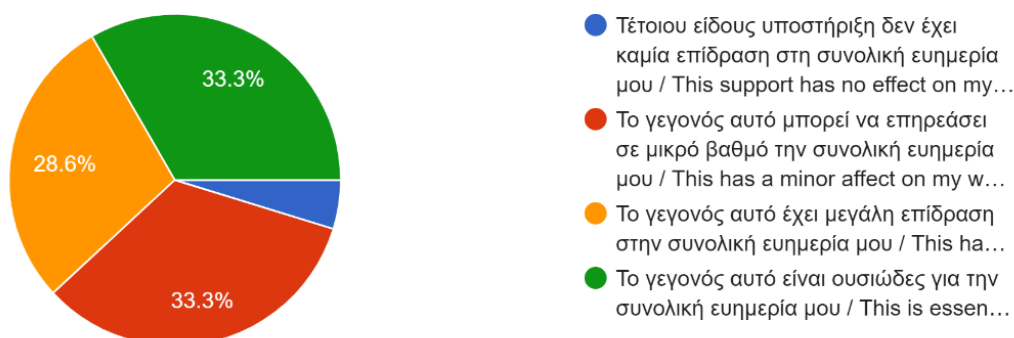 33.3%
28.6%
33.3%
Τέτοιου είδους υποστήριξη δεν έχει
καμία επίδραση στη συνολική ευημερία
μου / This support has no effect on my…
Το γεγονός αυτό μπορεί να επηρεάσει
σε μικρό βαθμό την συνολική ευημερία
μου / This has a minor affect on my w…
Το γεγονός αυτό έχει μεγάλη επίδραση
στην συνολική ευημερία μου / This ha…
Το γεγονός αυτό είναι ουσιώδες για την
συνολική ευημερία μου / This is essen…